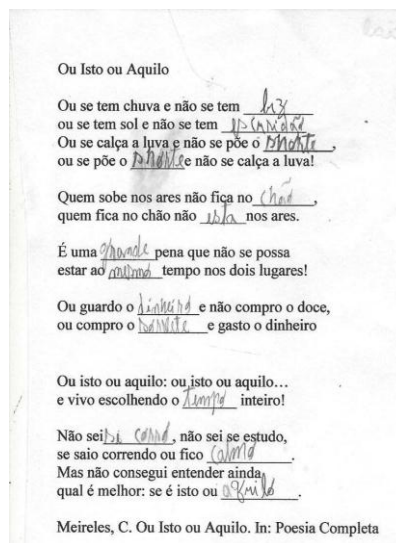 Ou Isto ou Aquilo
Ou se tem chuva e não se tem luz
ou se tem sol e não se tem escuridão
Ou se calça a luva e não se põe o
ou se põe o e não se calça a luva!
Quem sobe nos ares não fica no chão,
quem fica no chão não esta nos ares.
É uma grande pena que não se possa
estar ao mesmo tempo nos dois lugares!
Ou guardo o dinheiro e não compro o doce,
ou compro o e gasto o dinheiro
Ou isto ou aquilo: ou isto ou aquilo...
e vivo escolhendo o tempo inteiro!
Não sei si corro, não sei se estudo,
se saio correndo ou fico calmo.
Mas não consegui entender ainda
qual é melhor: se é isto ou aquilo.
Meireles, C. Ou Isto ou Aquilo. In: Poesia Completa